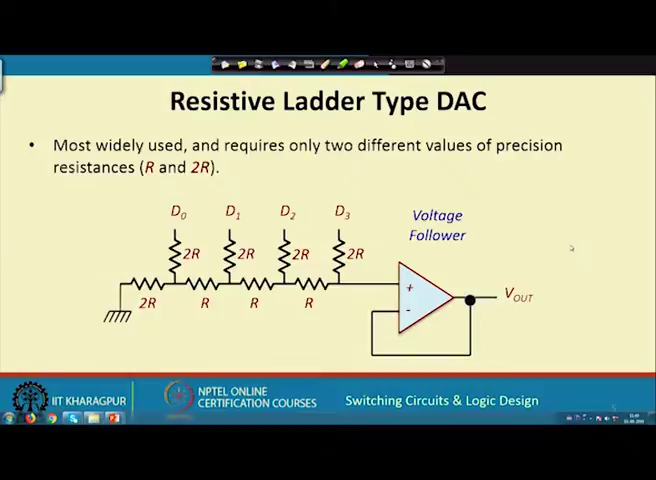 Resistive Ladder Type DAC
• Most widely used, and requires only two different values of precision
resistances (R and 2R).
D0 D1 D2 D3
Voltage
Follower
2R 2R 2R 2R
2R R R R
+
-
VOUT
IIT KHARAGPUR
NPTEL ONLINE
CERTIFICATION COURSES
Switching Circuits & Logic Design